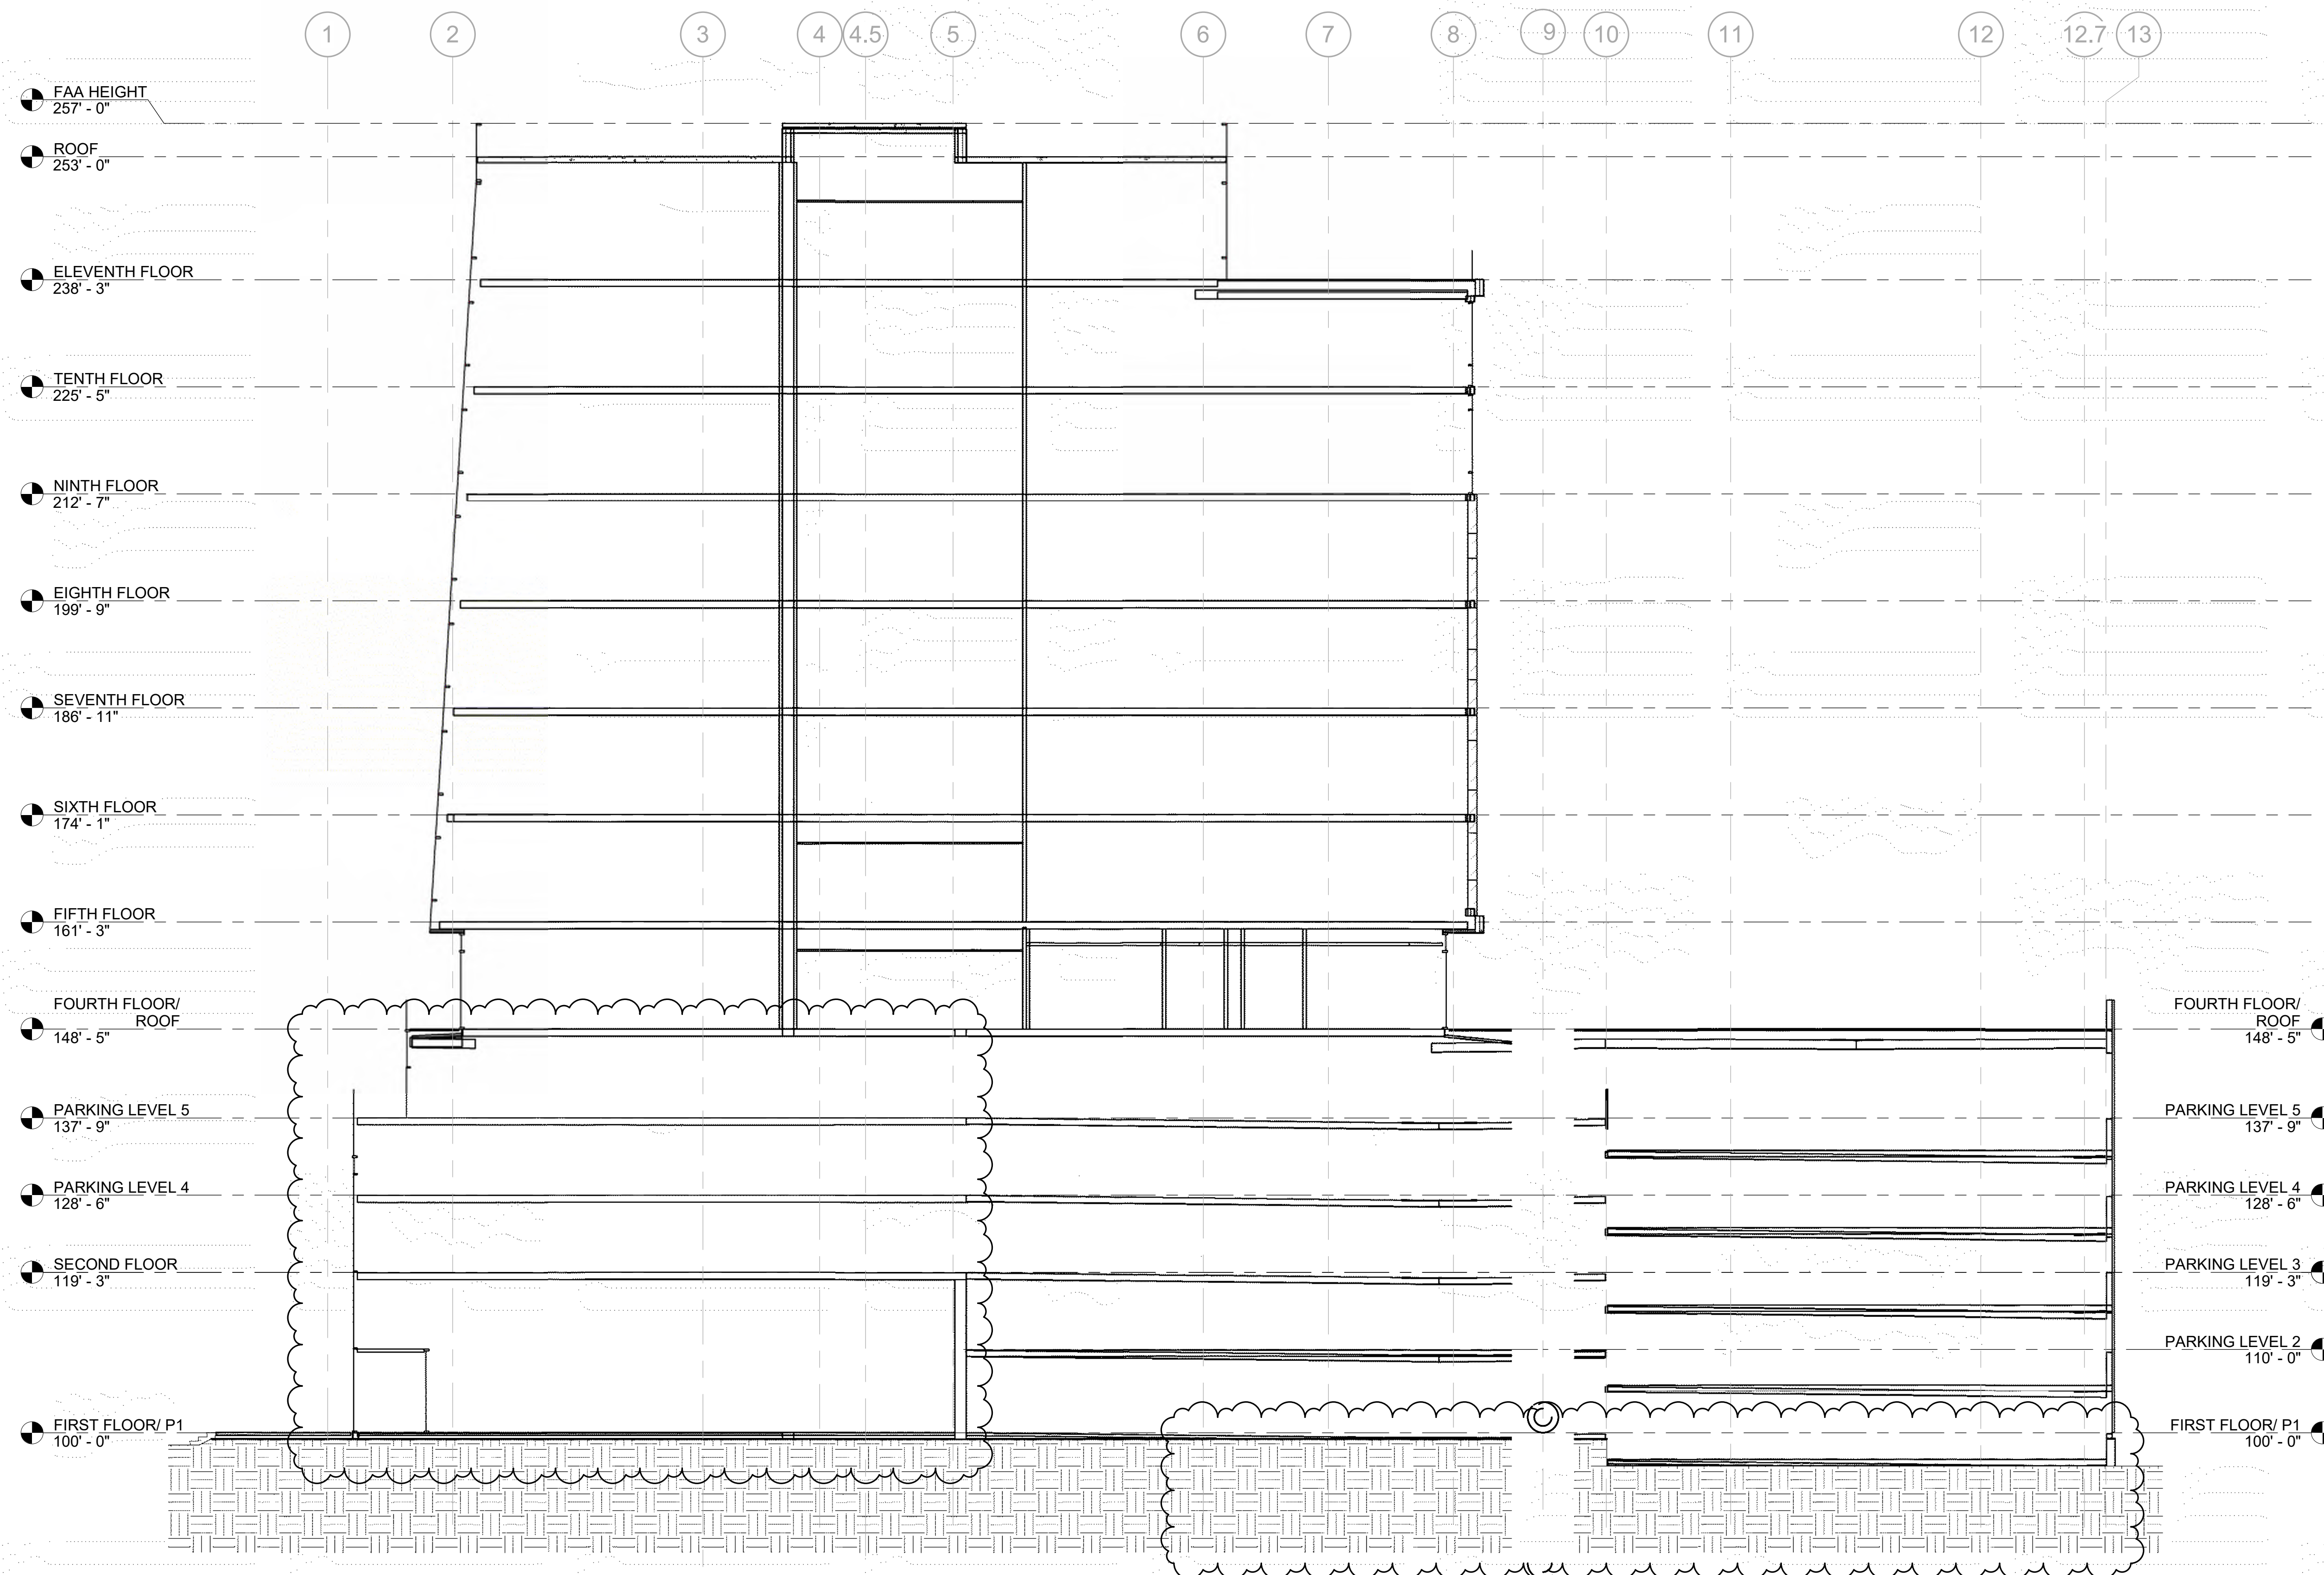 1 2 3 4 4.5 5 6 7 8 9 10 11 12 12.7 13
FAA HEIGHT
257' - 0"
ROOF
253' - 0"
ELEVENTH FLOOR
238' - 3"
TENTH FLOOR
225' - 5"
NINTH FLOOR
212' - 7"
EIGHTH FLOOR
199' - 9"
SEVENTH FLOOR
186' - 11"
SIXTH FLOOR
174' - 1"
FIFTH FLOOR
161' - 3"
FOURTH FLOOR/
ROOF
148' - 5"
FOURTH FLOOR/
ROOF
148' - 5"
PARKING LEVEL 5
137' - 9"
PARKING LEVEL 5
137' - 9"
PARKING LEVEL 4
128' - 6"
PARKING LEVEL 4
128' - 6"
SECOND FLOOR
119' - 3"
PARKING LEVEL 3
119' - 3"
PARKING LEVEL 2
110' - 0"
FIRST FLOOR/ P1
100' - 0"
FIRST FLOOR/ P1
100' - 0"